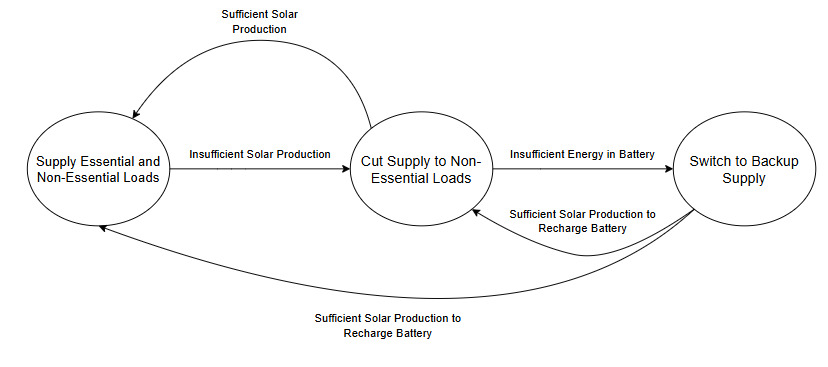 Sufficient Solar
Production
Supply Essential and
Non-Essential Loads
Insufficient Solar Production
Cut Supply to Non-
Essential Loads
Insufficient Energy in Battery
Switch to Backup
Supply
Sufficient Solar Production to
Recharge Battery
Sufficient Solar Production to
Recharge Battery